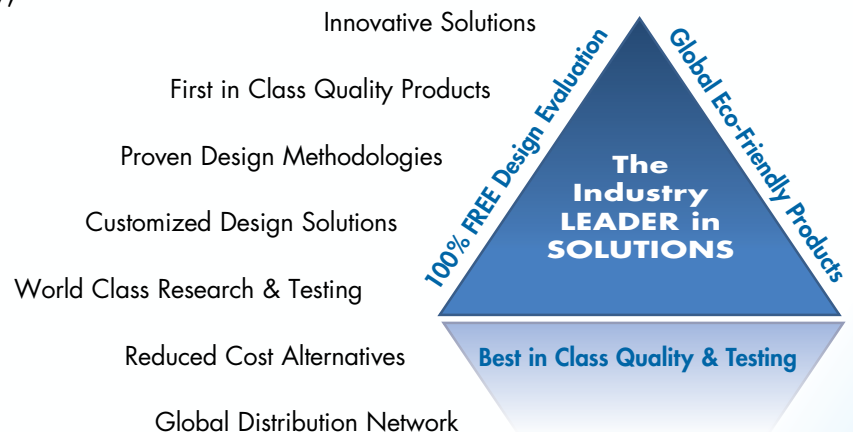 Innovative Solutions
First in Class Quality Products
Proven Design Methodologies
Customized Design Solutions
World Class Research & Testing
Reduced Cost Alternatives
Global Distribution Network
100% FREE Design Evaluation
Global Eco-Friendly Products
The
Industry
LEADER in
SOLUTIONS
Best in Class Quality & Testing